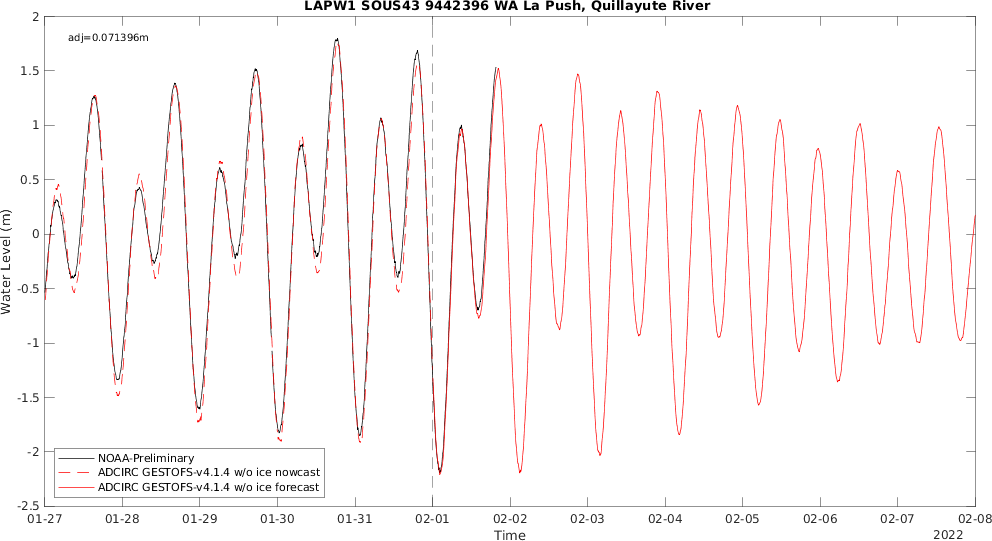 LAPW1 SOUS43 9442396 WA La Push, Quillayute River
adj=0.071396m
2
1.5
1
0.5
0
-0.5
-1
-1.5
-2
-2.5
Water Level (m)
NOAA-Preliminary
ADCIRC GESTOFS-v4.1.4 w/o ice nowcast
ADCIRC GESTOFS-v4.1.4 w/o ice forecast
01-27 01-28 01-29 01-30 01-31 02-01 02-02 02-03 02-04 02-05 02-06 02-07 02-08
Time
2022